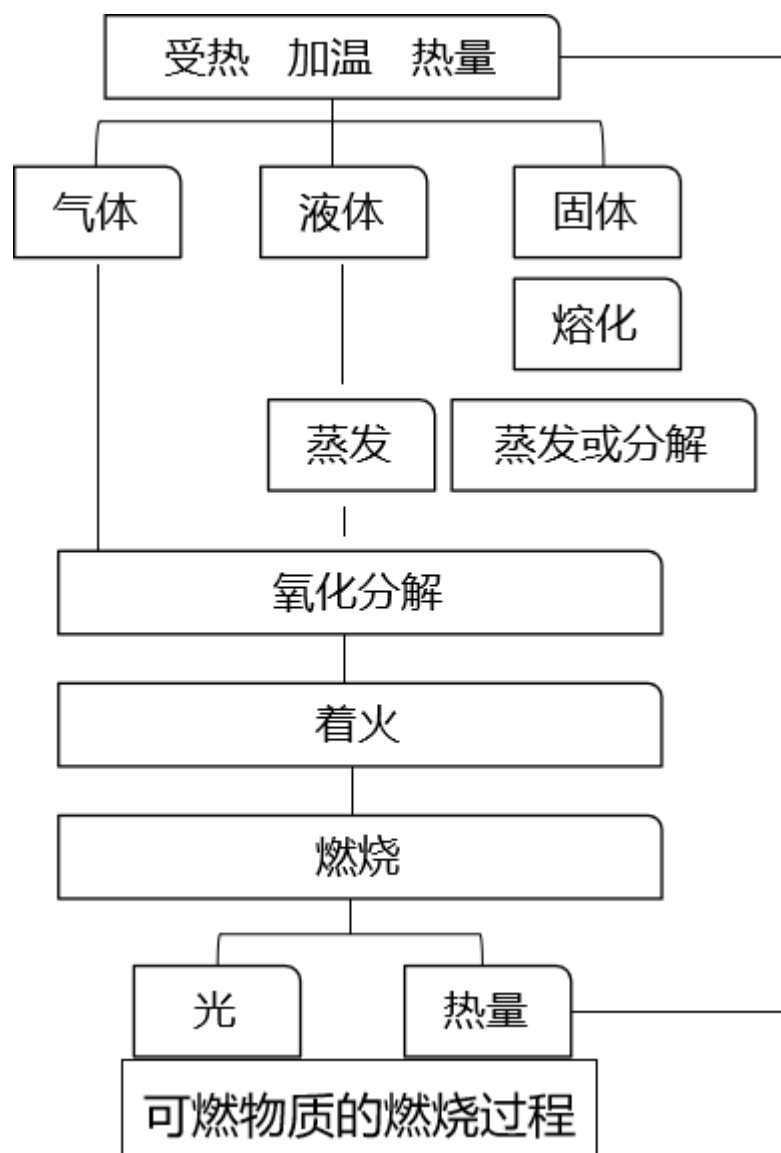 受热 加温 热量
气体 液体 固体
熔化
蒸发 蒸发或分解
氧化分解
着火
燃烧
光 热量
可燃物质的燃烧过程